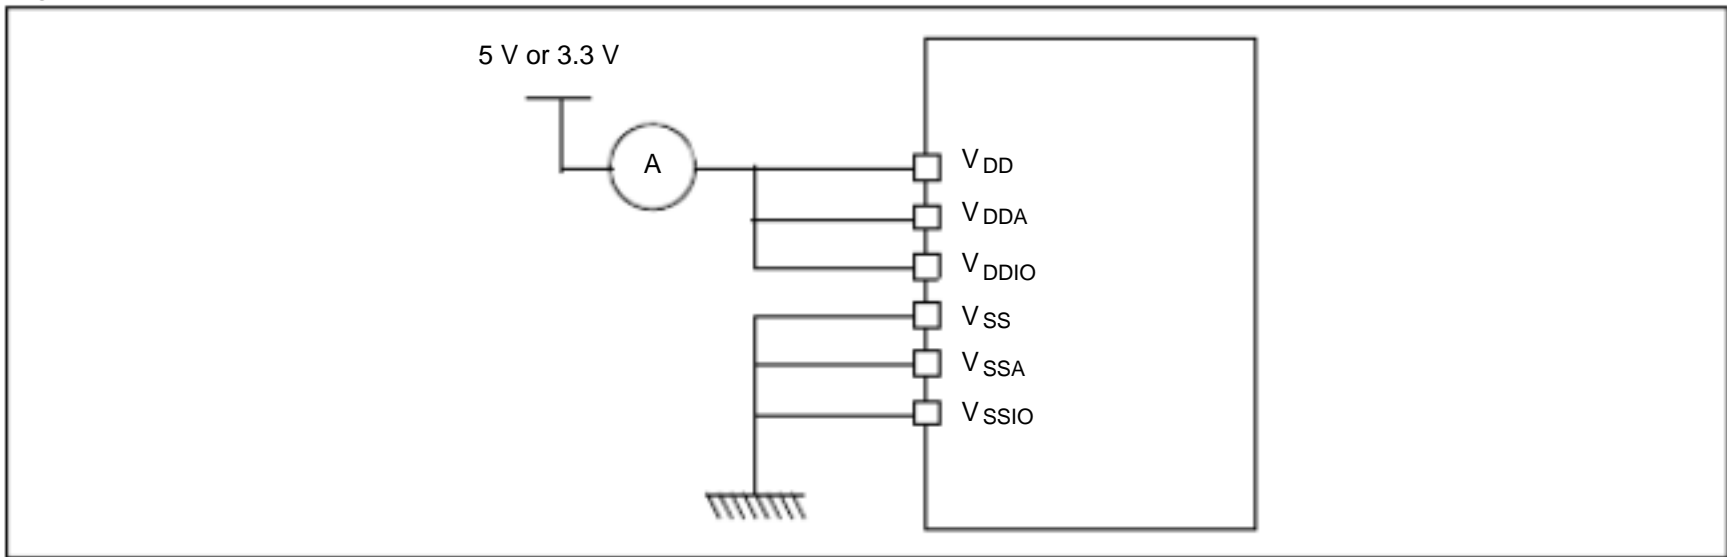 5 V or 3.3 V
A
V DD
V DDA
V DDIO
V SS
V SSA
V SSIO